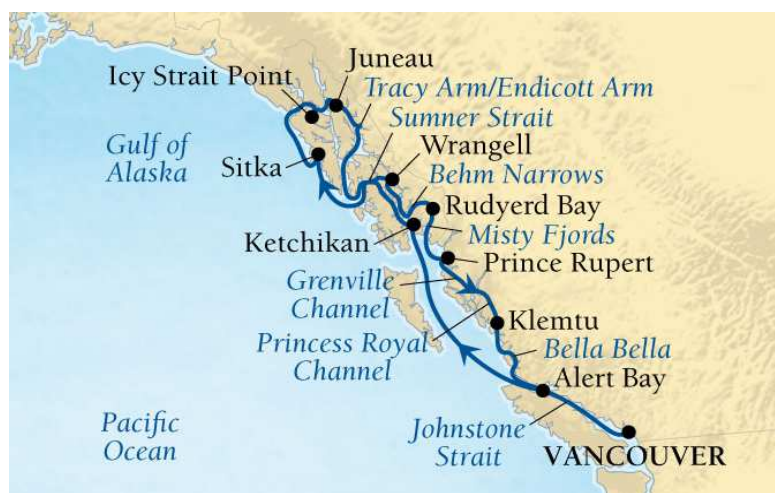 Juneau
Icy Strait Point
Tracy Arm/Endicott Arm
Sumner Strait
Gulf of
Alaska
Wrangell
Sitka
Behm Narrows
Rudyerd Bay
Ketchikan
Misty Fjords
Prince Rupert
Grenville
Channel
Klemtu
Princess Royal
Channel
Bella Bella
Alert Bay
Pacific
Ocean
Johnstone
Strait
VANCOUVER